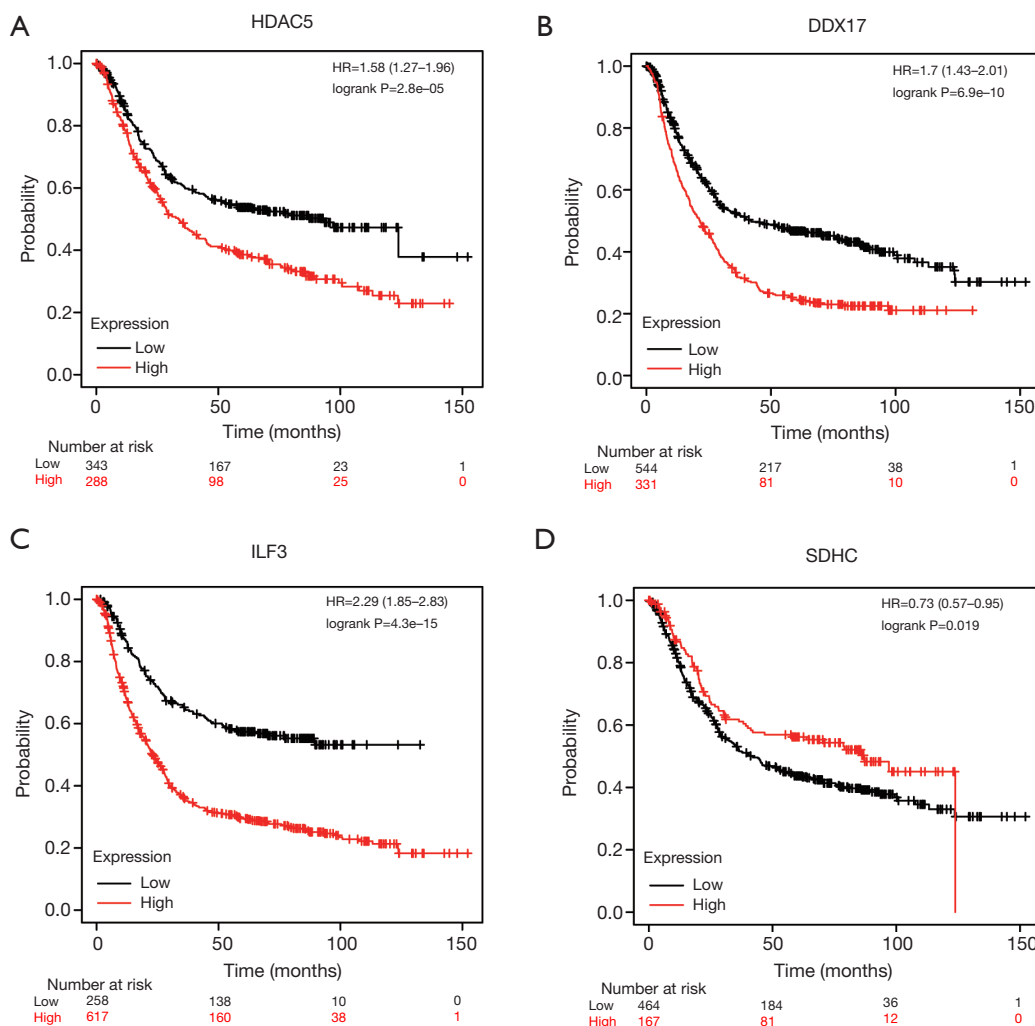 A
HDAC5
HR=1.58 (1.27–1.96)
logrank P=2.8e–05
Probability
1.0
0.8
0.6
0.4
0.2
0.0
Expression
Low
High
0 50 100 150
Time (months)
Number at risk
Low 343 167 23 1
High 288 98 25 0
B
DDX17
HR=1.7 (1.43–2.01)
logrank P=6.9e–10
Probability
1.0
0.8
0.6
0.4
0.2
0.0
Expression
Low
High
0 50 100 150
Time (months)
Number at risk
Low 544 217 38 1
High 331 81 10 0
C
ILF3
HR=2.29 (1.85–2.83)
logrank P=4.3e–15
Probability
1.0
0.8
0.6
0.4
0.2
0.0
Expression
Low
High
0 50 100 150
Time (months)
Number at risk
Low 258 138 10 0
High 617 160 38 1
D
SDHC
HR=0.73 (0.57–0.95)
logrank P=0.019
Probability
1.0
0.8
0.6
0.4
0.2
0.0
Expression
Low
High
0 50 100 150
Time (months)
Number at risk
Low 464 184 36 1
High 167 81 12 0